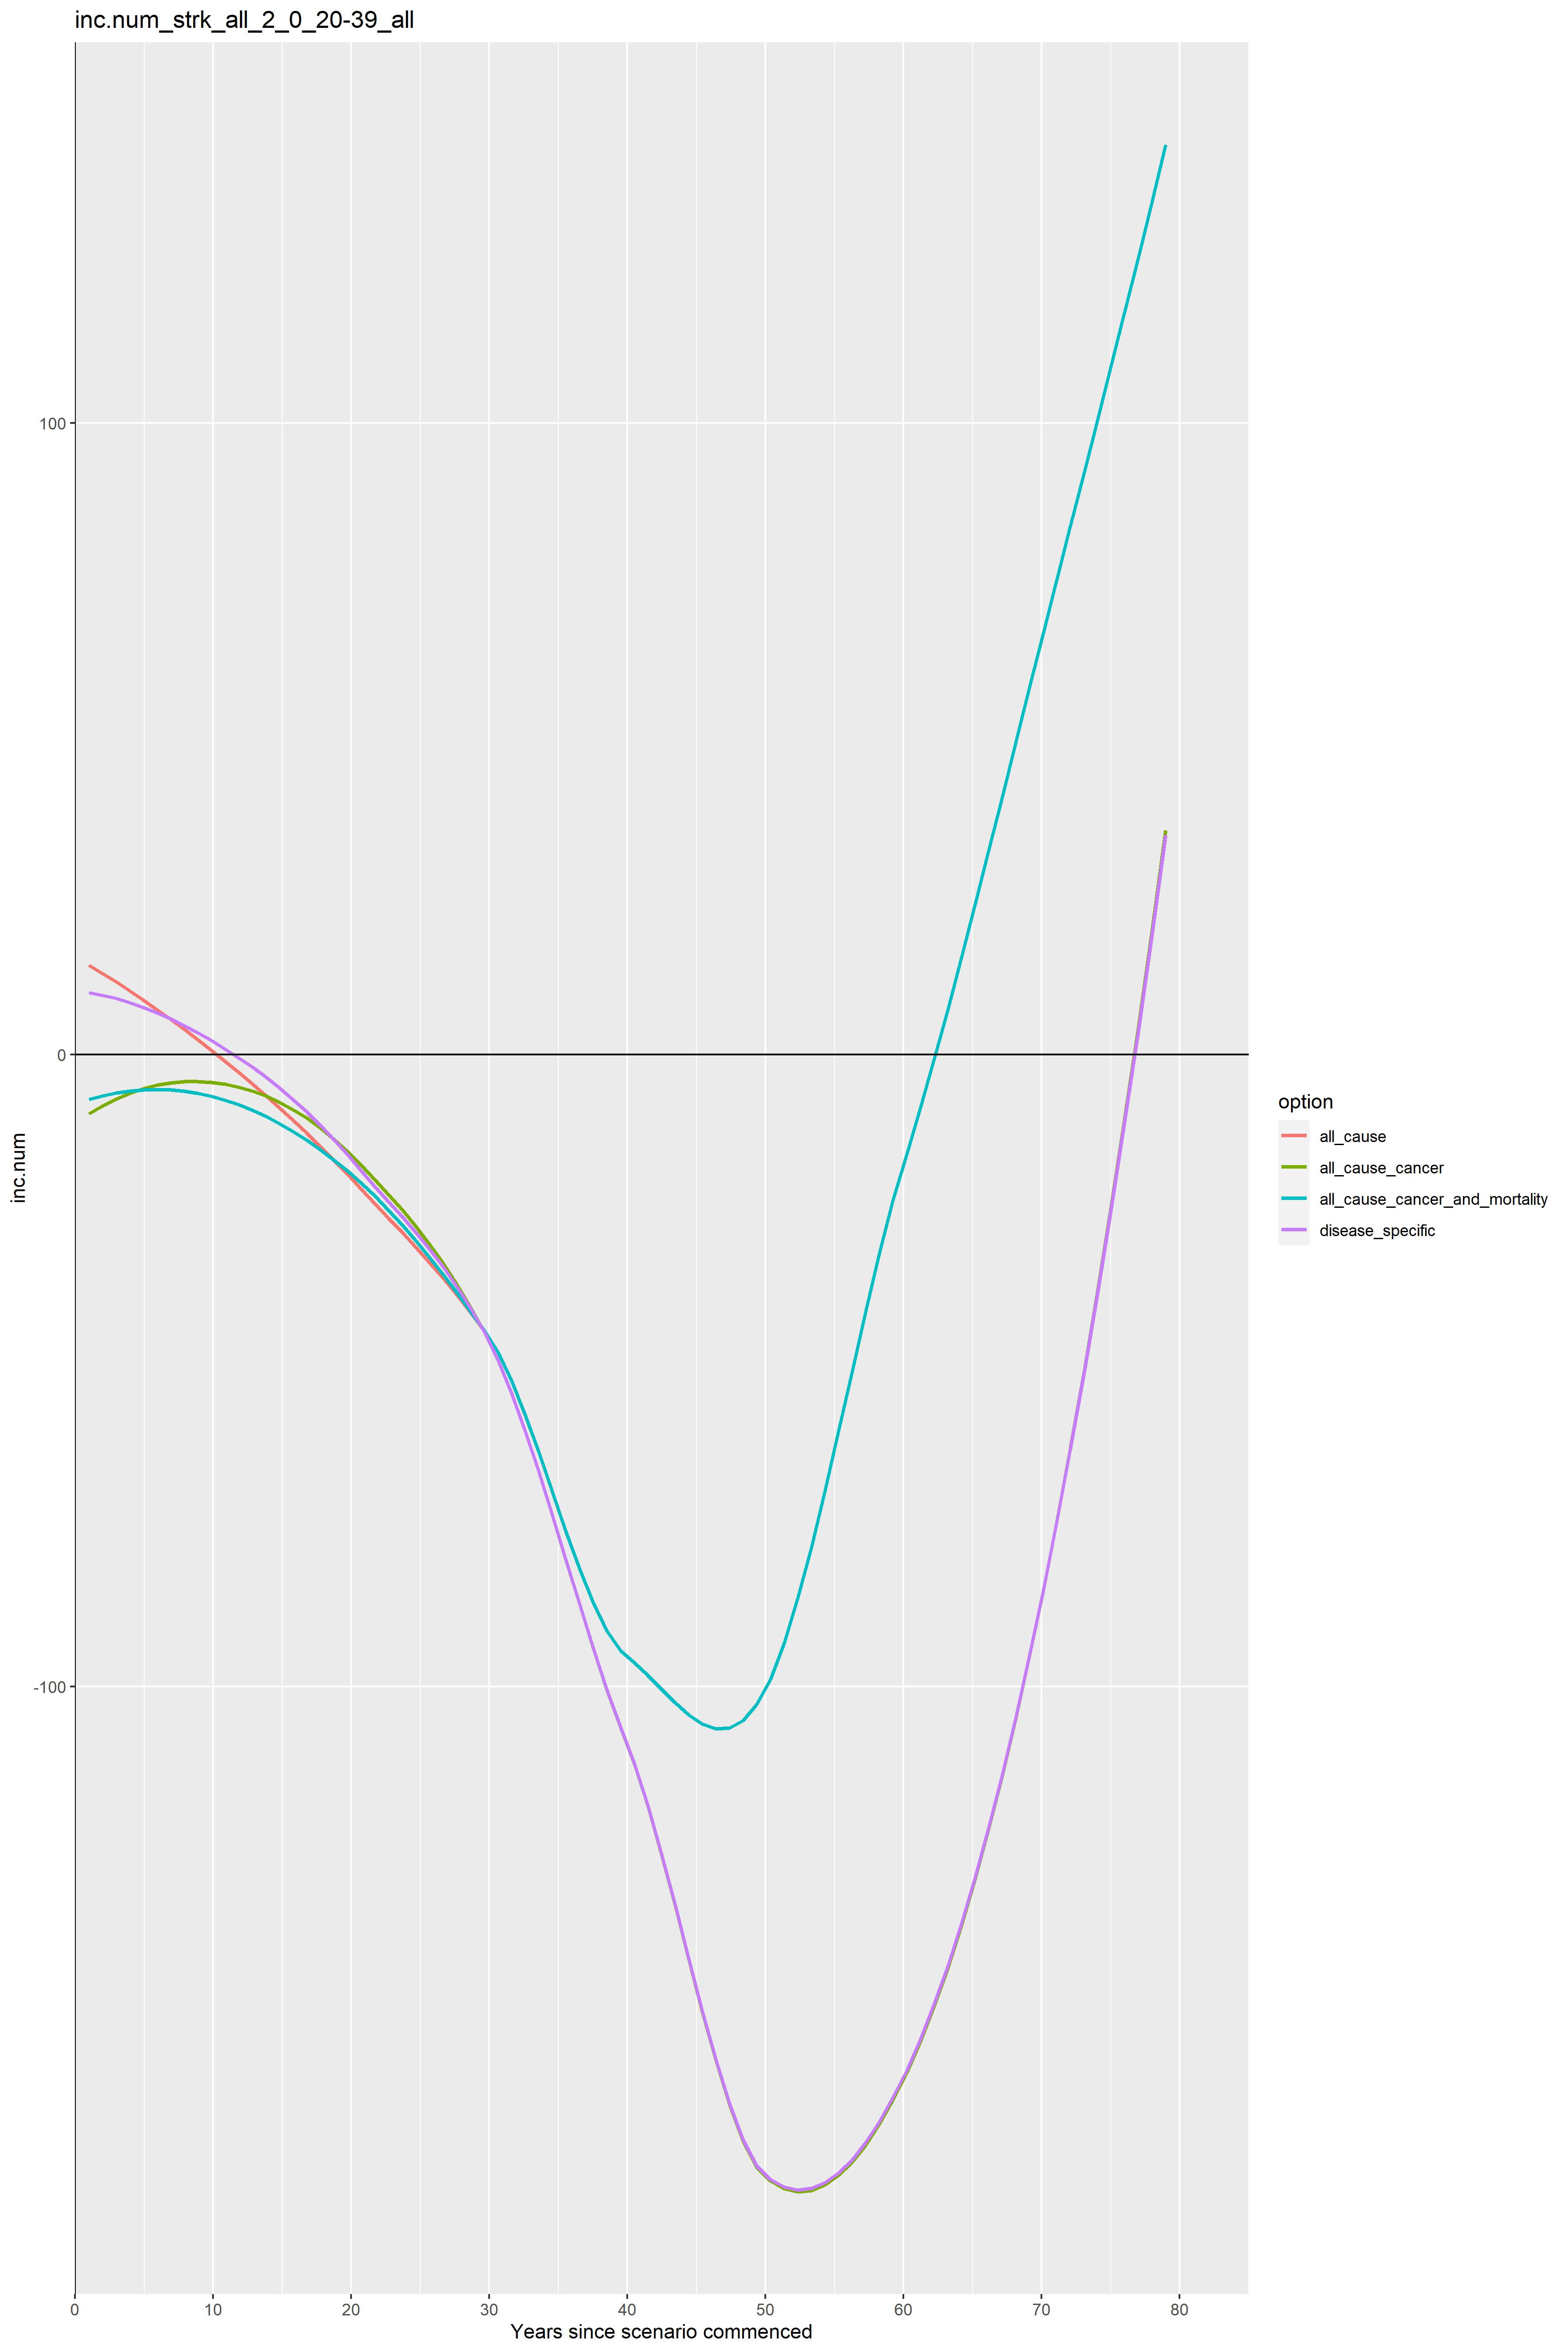 inc.num_strk_all_2_0_20-39_all
100
0
-100
inc.num
0 10 20 30 40 50 60 70 80
Years since scenario commenced
option
all_cause
all_cause_cancer
all_cause_cancer_and_mortality
disease_specific